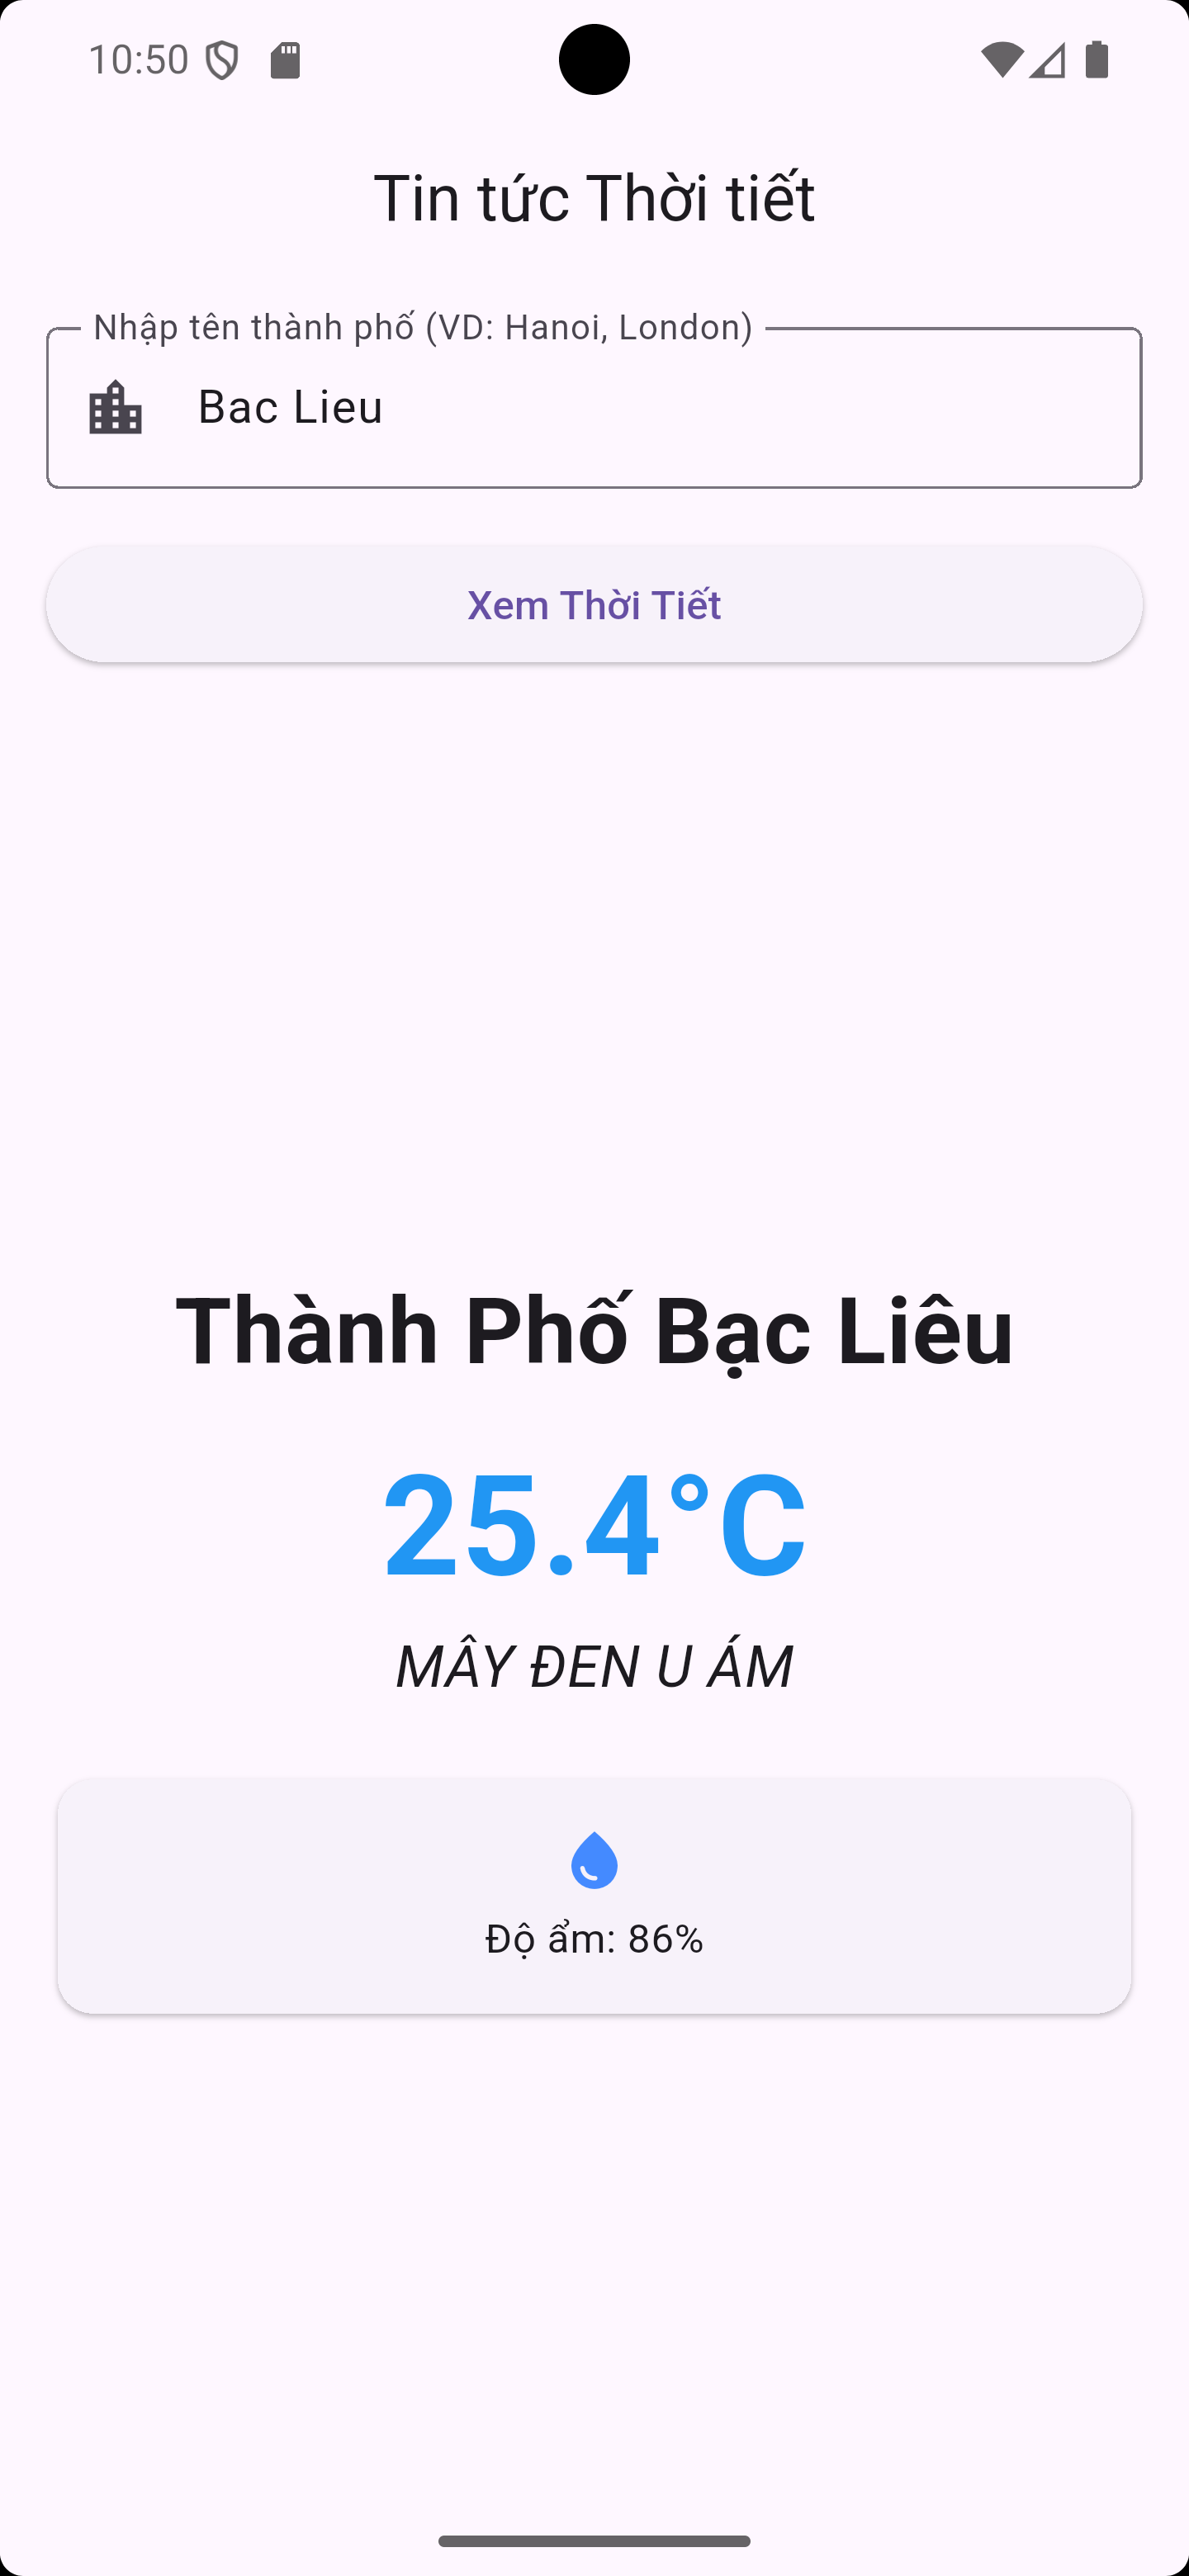 10:50
Tin tức Thời tiết
Nhập tên thành phố (VD: Hanoi, London)
Bac Lieu
Xem Thời Tiết
Thành Phố Bạc Liêu
25.4°C
MÂY ĐEN U ÁM
Độ ẩm: 86%